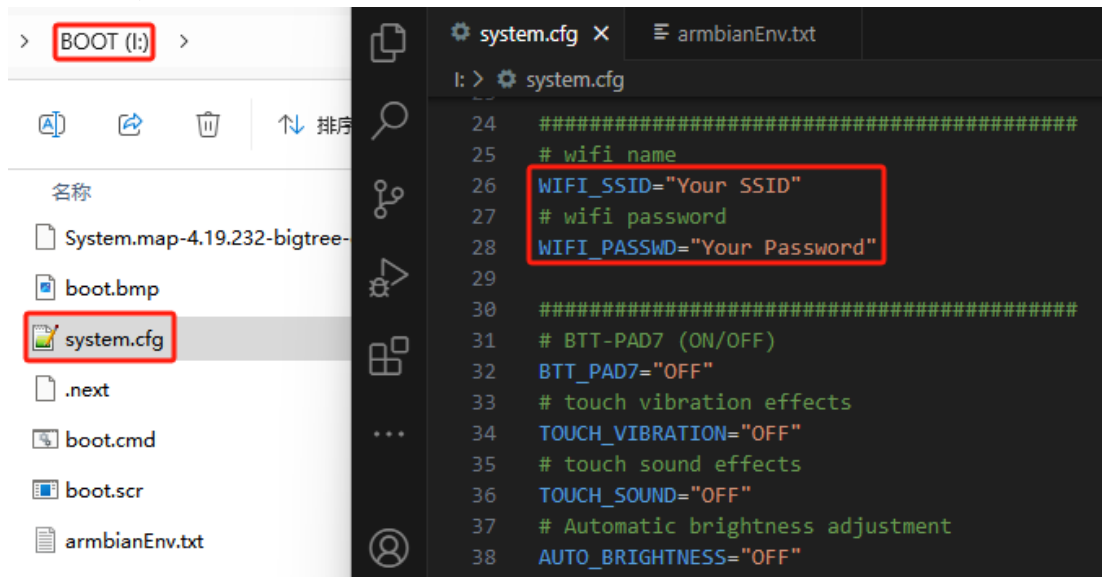 BOOT (I:)
排序
名称
System.map-4.19.232-bigtree-
boot.bmp
system.cfg
.next
boot.cmd
boot.scr
armbianEnv.txt
system.cfg
armbianEnv.txt
I: > system.cfg
24 ###########################################
25 # wifi name
26 WIFI_SSID="Your SSID"
27 # wifi password
28 WIFI_PASSWD="Your Password"
29
30 ###########################################
31 # BTT-PAD7 (ON/OFF)
32 BTT_PAD7="OFF"
33 # touch vibration effects
34 TOUCH_VIBRATION="OFF"
35 # touch sound effects
36 TOUCH_SOUND="OFF"
37 # Automatic brightness adjustment
38 AUTO_BRIGHTNESS="OFF"